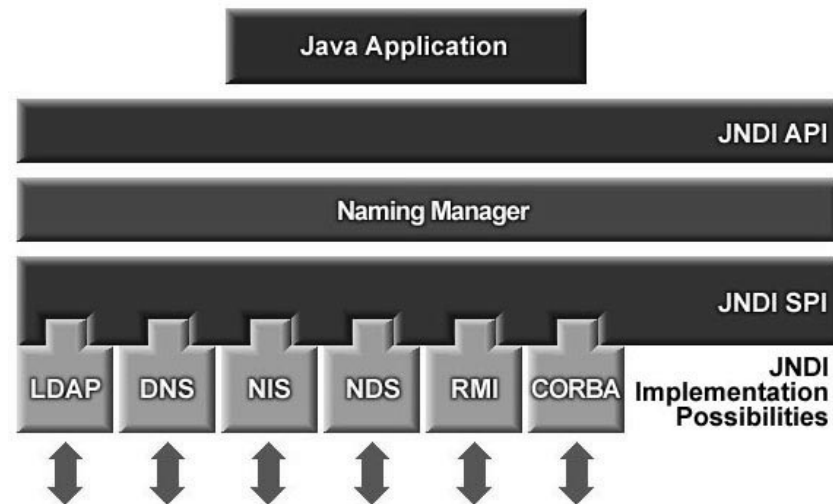 Java Application
JNDI API
Naming Manager
JNDI SPI
LDAP
DNS
NIS
NDS
RMI
CORBA
JNDI
Implementation
Possibilities